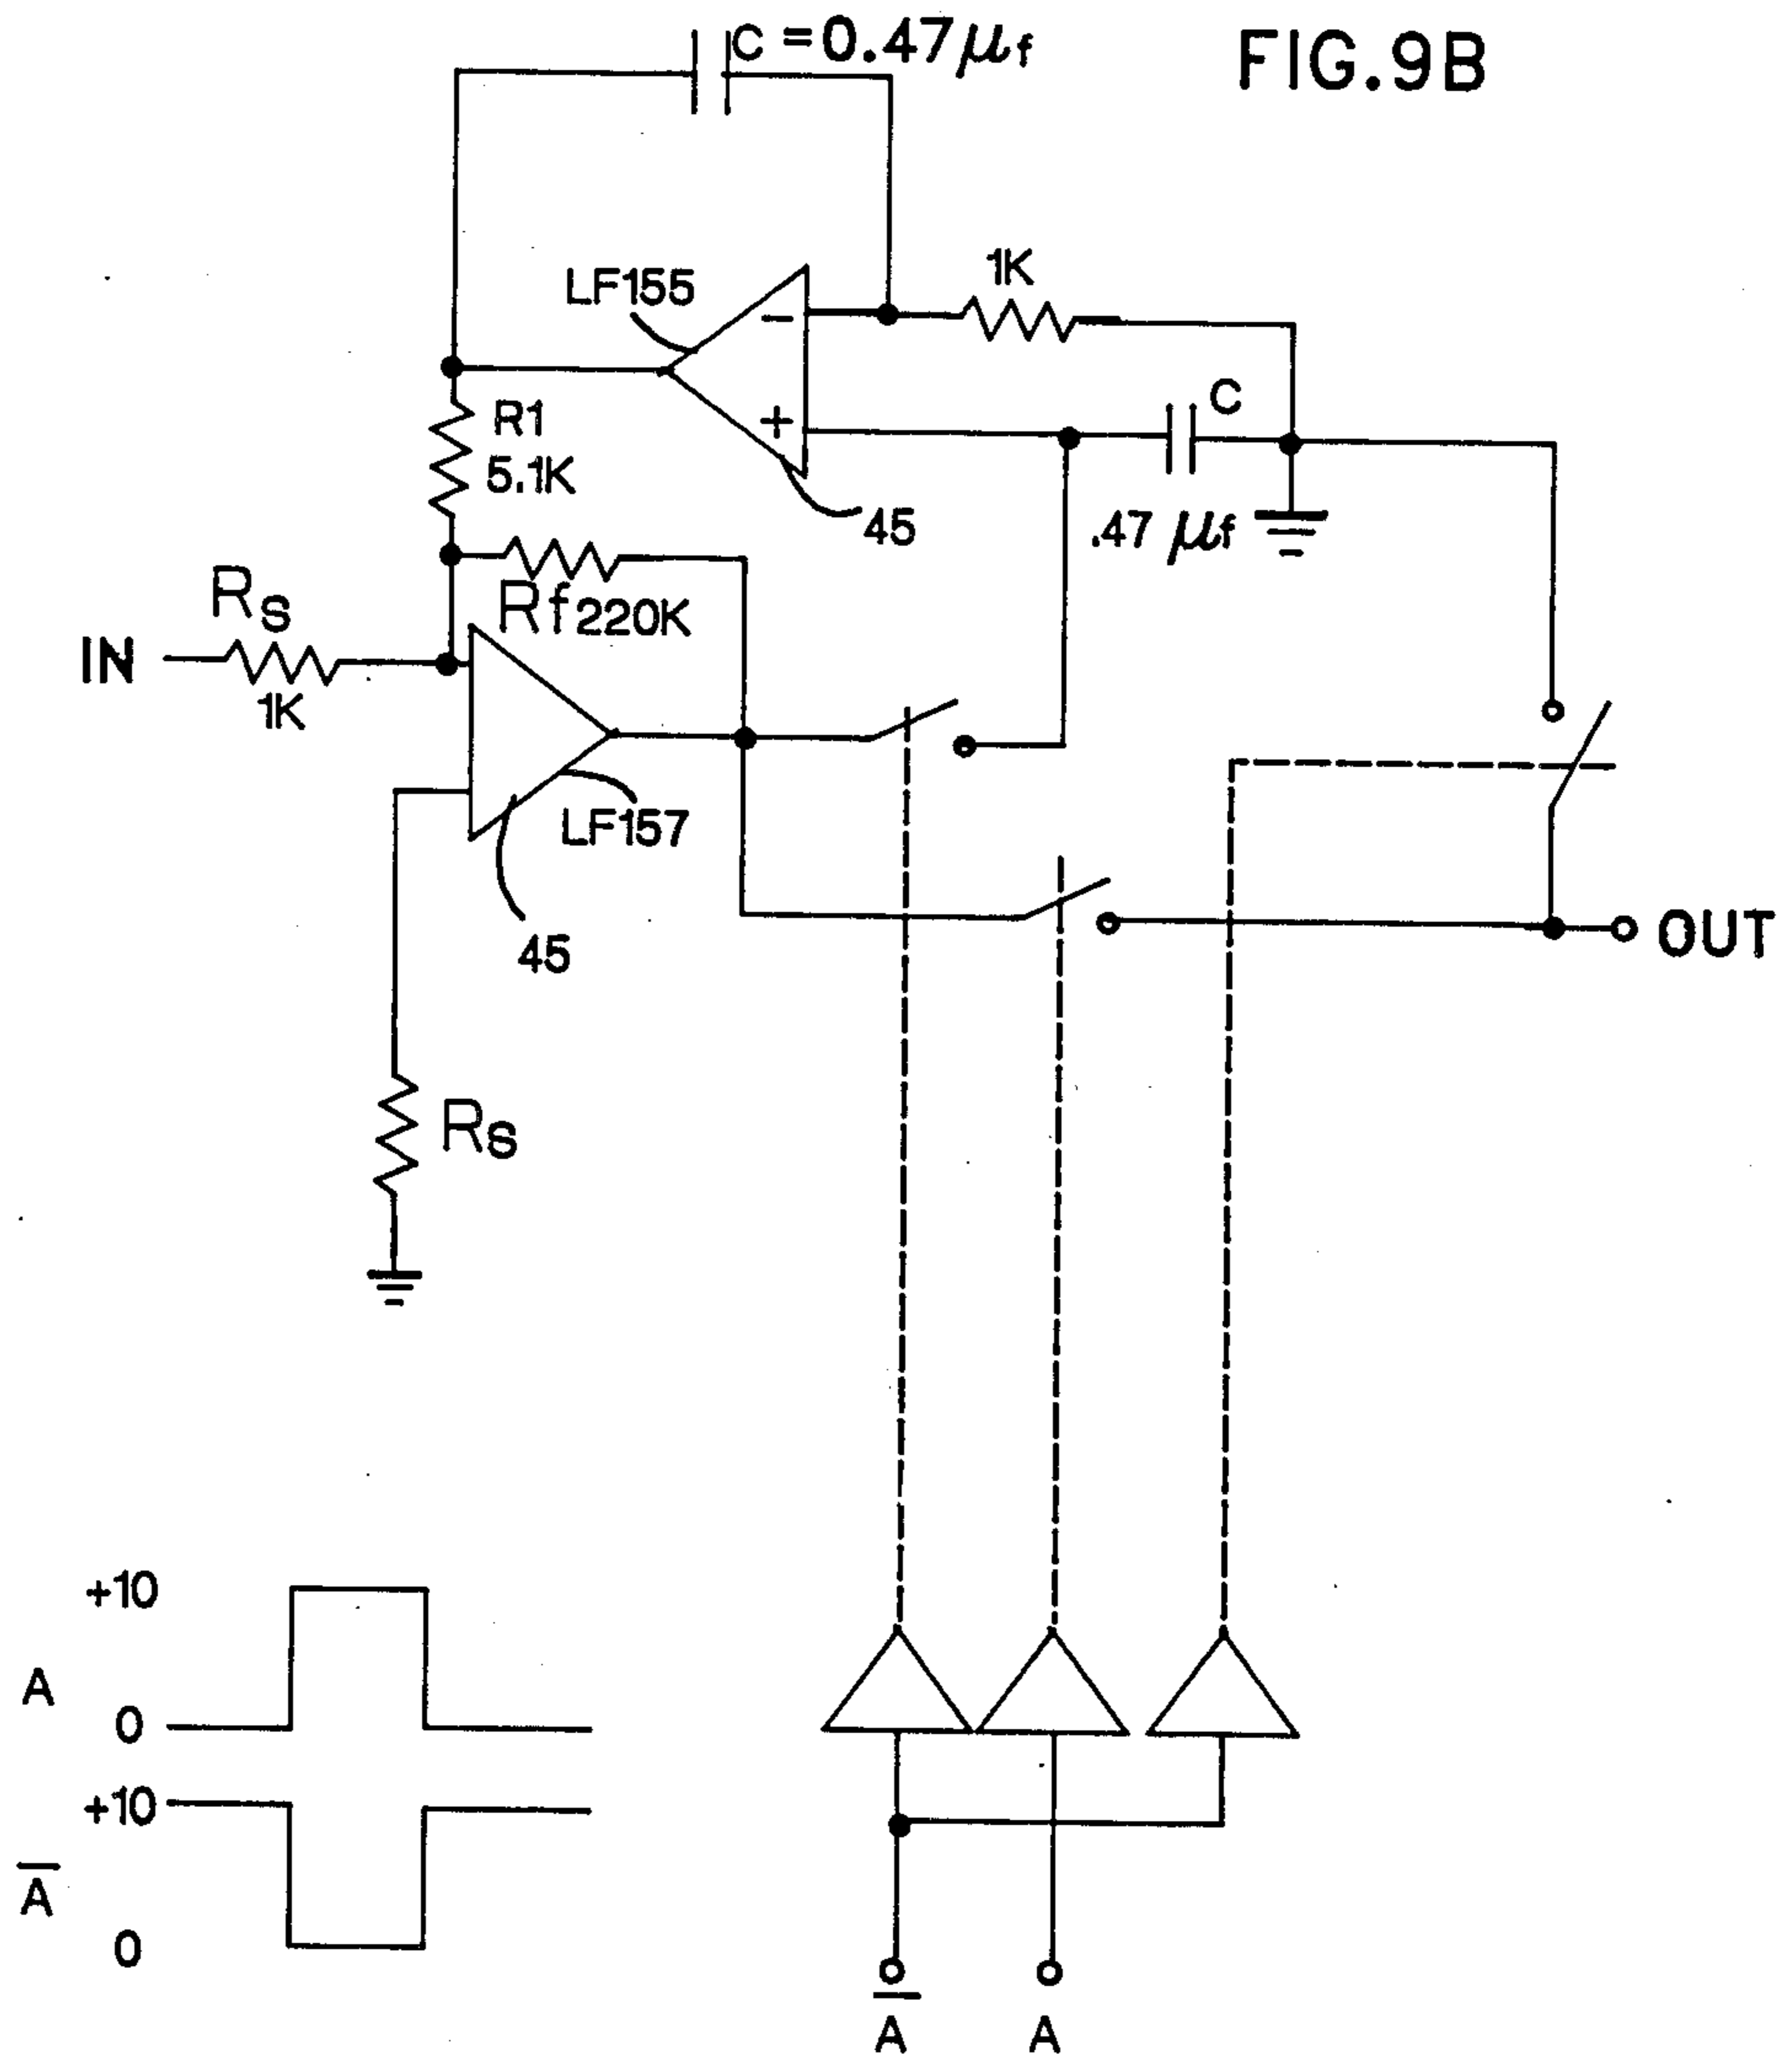 C = 0.47 μf
FIG.9B
LF155
1K
−
+
C
R1
5.1K
45
.47 μf
Rs
IN
1K
Rf 220K
LF157
45
OUT
Rs
+10
A
0
+10
A̅
0
A̅
A